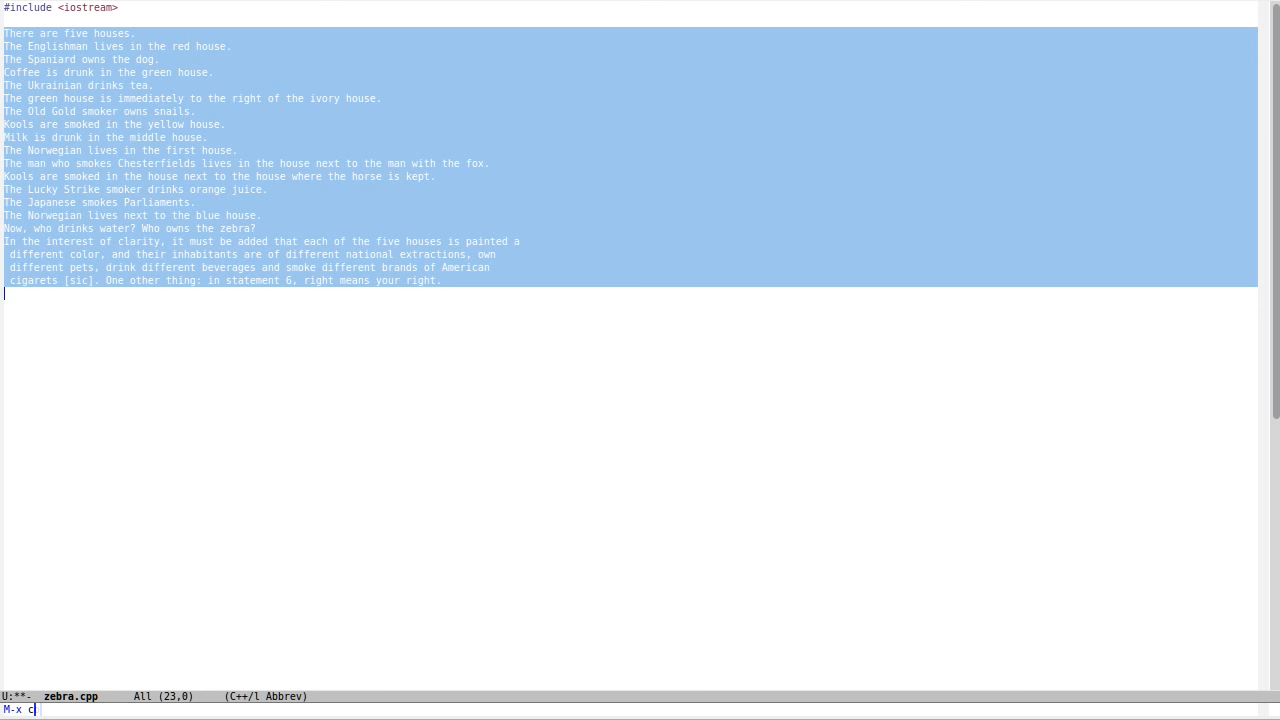 #include <iostream>
There are five houses.
The Englishman lives in the red house.
The Spaniard owns the dog.
Coffee is drunk in the green house.
The Ukrainian drinks tea.
The green house is immediately to the right of the ivory house.
The Old Gold smoker owns snails.
Kools are smoked in the yellow house.
Milk is drunk in the middle house.
The Norwegian lives in the first house.
The man who smokes Chesterfields lives in the house next to the man with the fox.
Kools are smoked in the house next to the house where the horse is kept.
The Lucky Strike smoker drinks orange juice.
The Japanese smokes Parliaments.
The Norwegian lives next to the blue house.
Now, who drinks water? Who owns the zebra?
In the interest of clarity, it must be added that each of the five houses is painted a
 different color, and their inhabitants are of different national extractions, own
 different pets, drink different beverages and smoke different brands of American
 cigarets [sic]. One other thing: in statement 6, right means your right.
U:**-  zebra.cpp      All (23,0)     (C++/l Abbrev)
M-x c